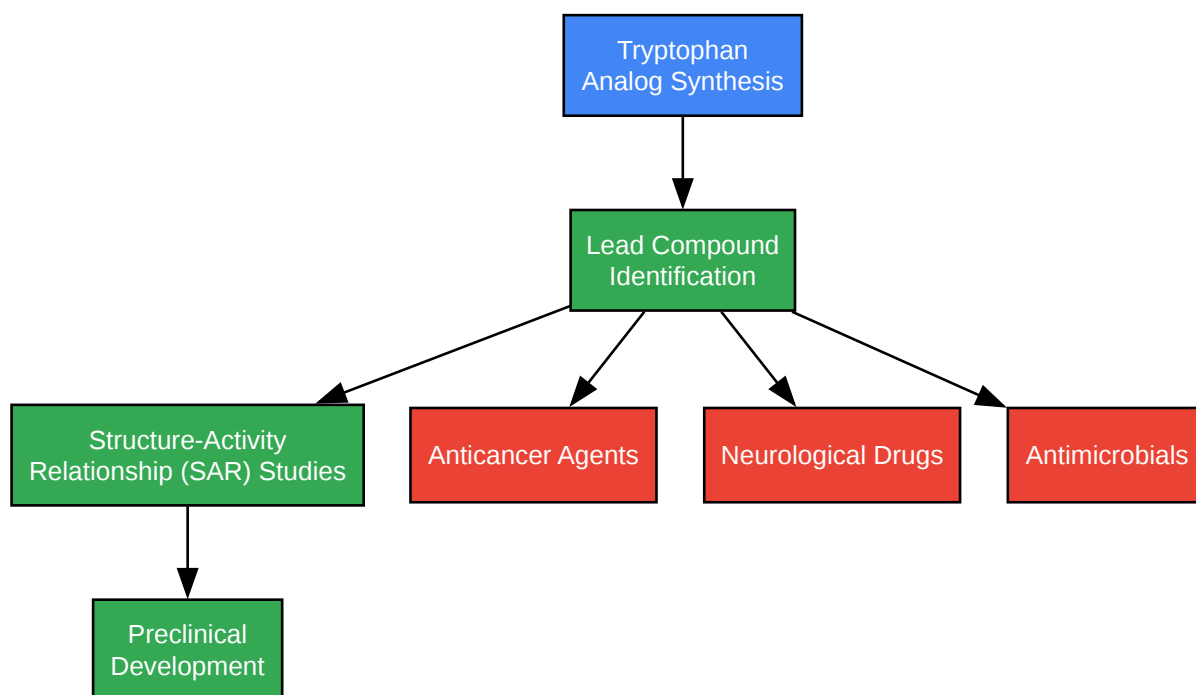 Tryptophan
Analog Synthesis
Lead Compound
Identification
Structure-Activity
Relationship (SAR) Studies
Anticancer Agents
Neurological Drugs
Antimicrobials
Preclinical
Development